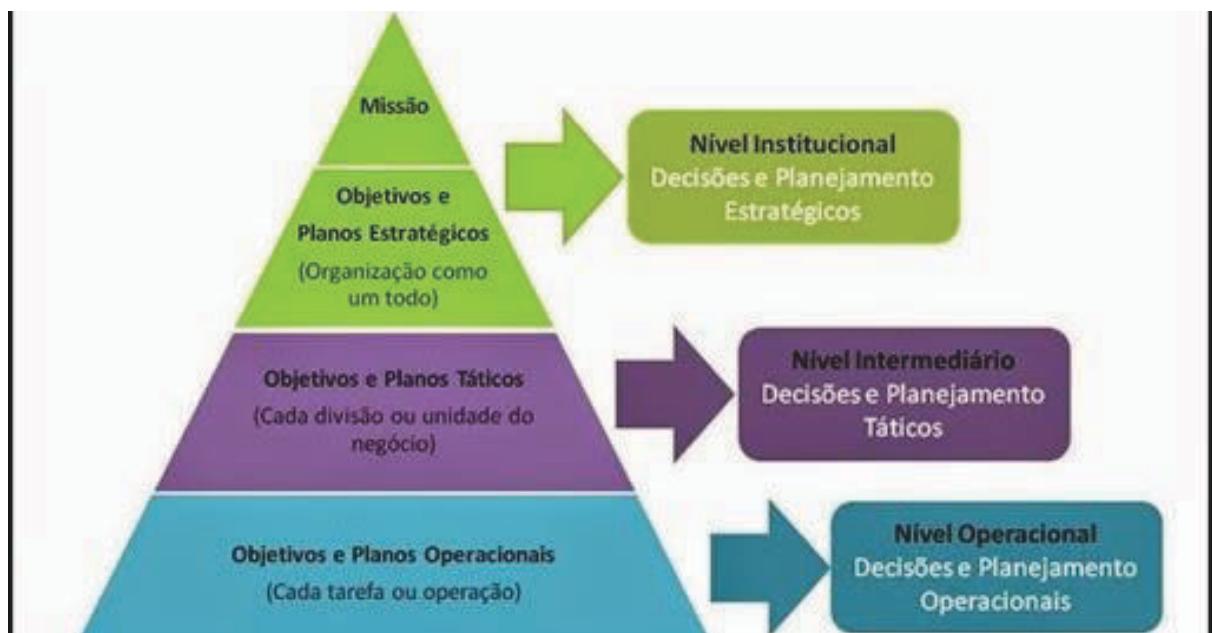 Missão
Objetivos e
Planos Estratégicos
(Organização como
um todo)
Nível Institucional
Decisões e Planejamento
Estratégicos
Objetivos e Planos Táticos
(Cada divisão ou unidade do
negócio)
Nível Intermediário
Decisões e Planejamento
Táticos
Objetivos e Planos Operacionais
(Cada tarefa ou operação)
Nível Operacional
Decisões e Planejamento
Operacionais